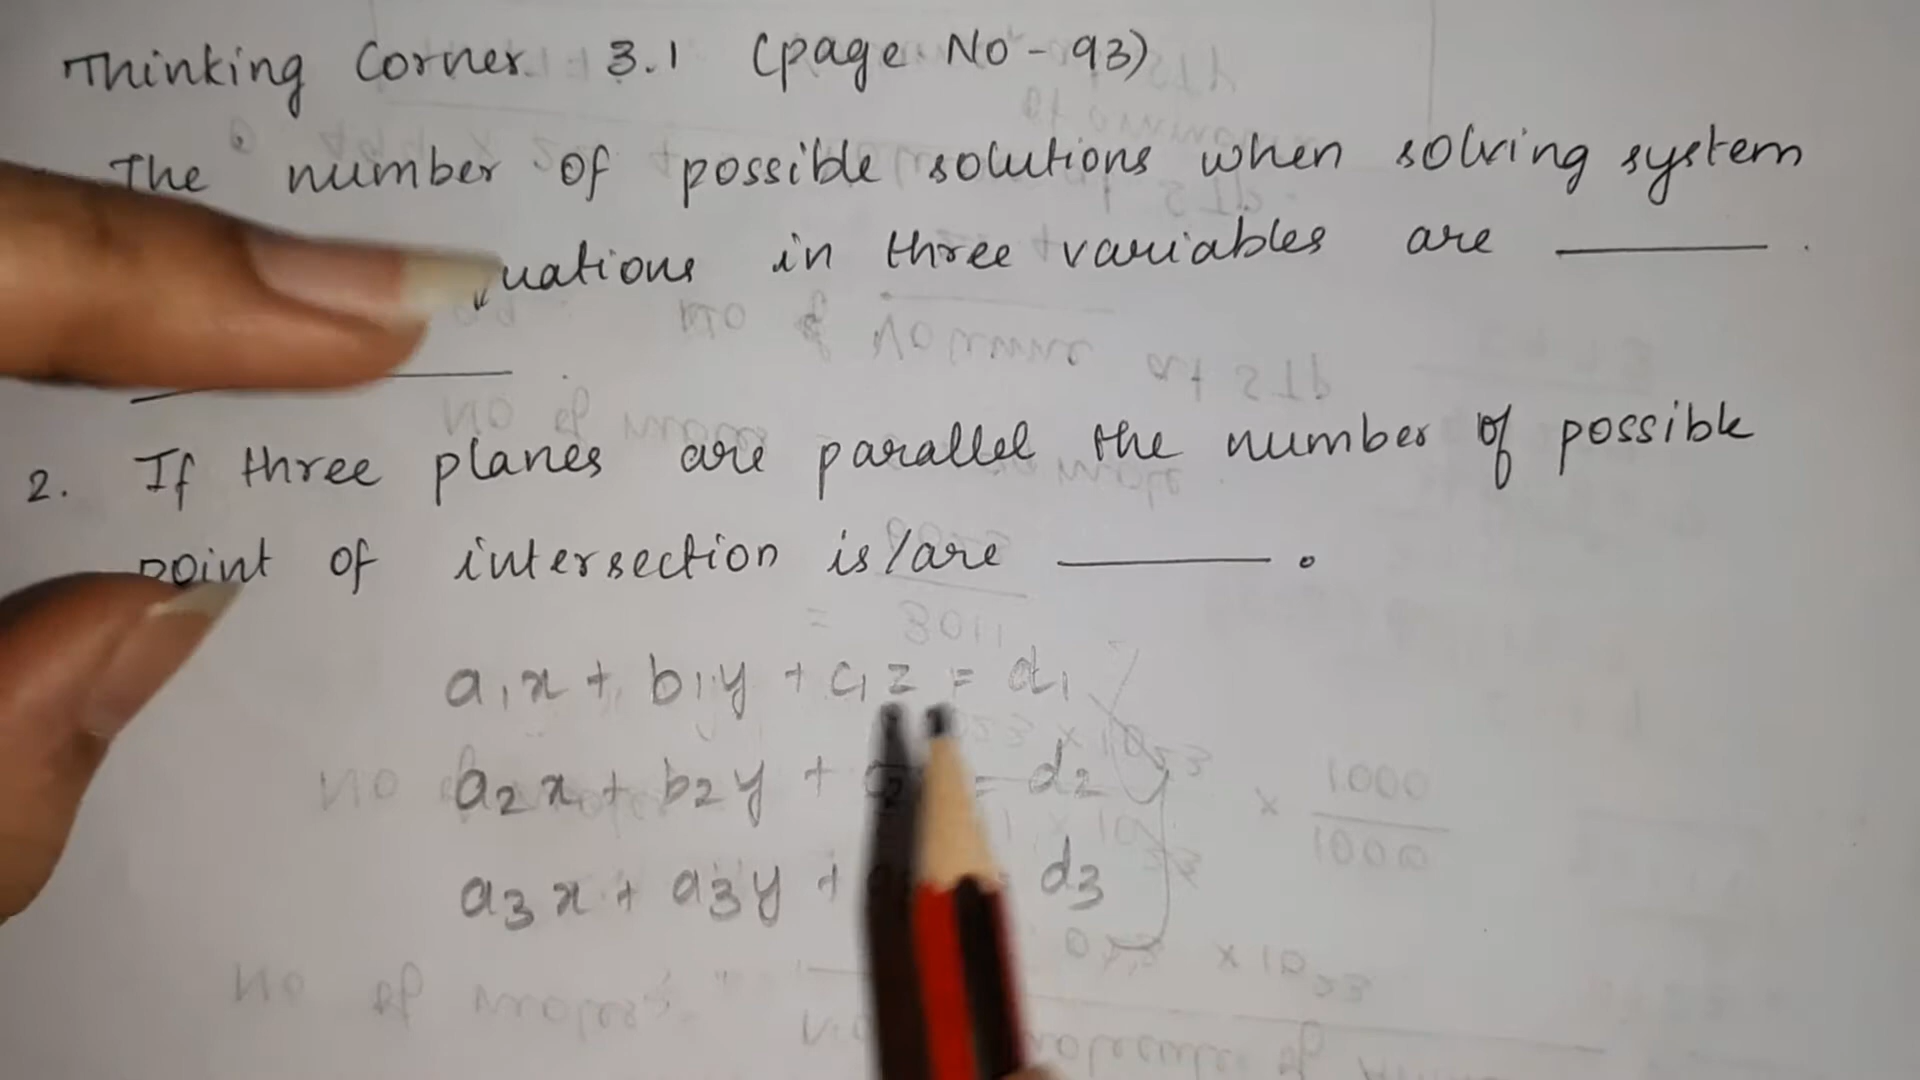 Thinking Corner 3.1 (page No - 93)
The number of possible solutions when solving system
uations in three variables are ______ .
______ .
2. If three planes are parallel the number of possible
point of intersection is/are ______ .
a₁x + b₁y + c₁z = d₁
a₂x + b₂y + = d₂
a₃x + a₃y + d₃